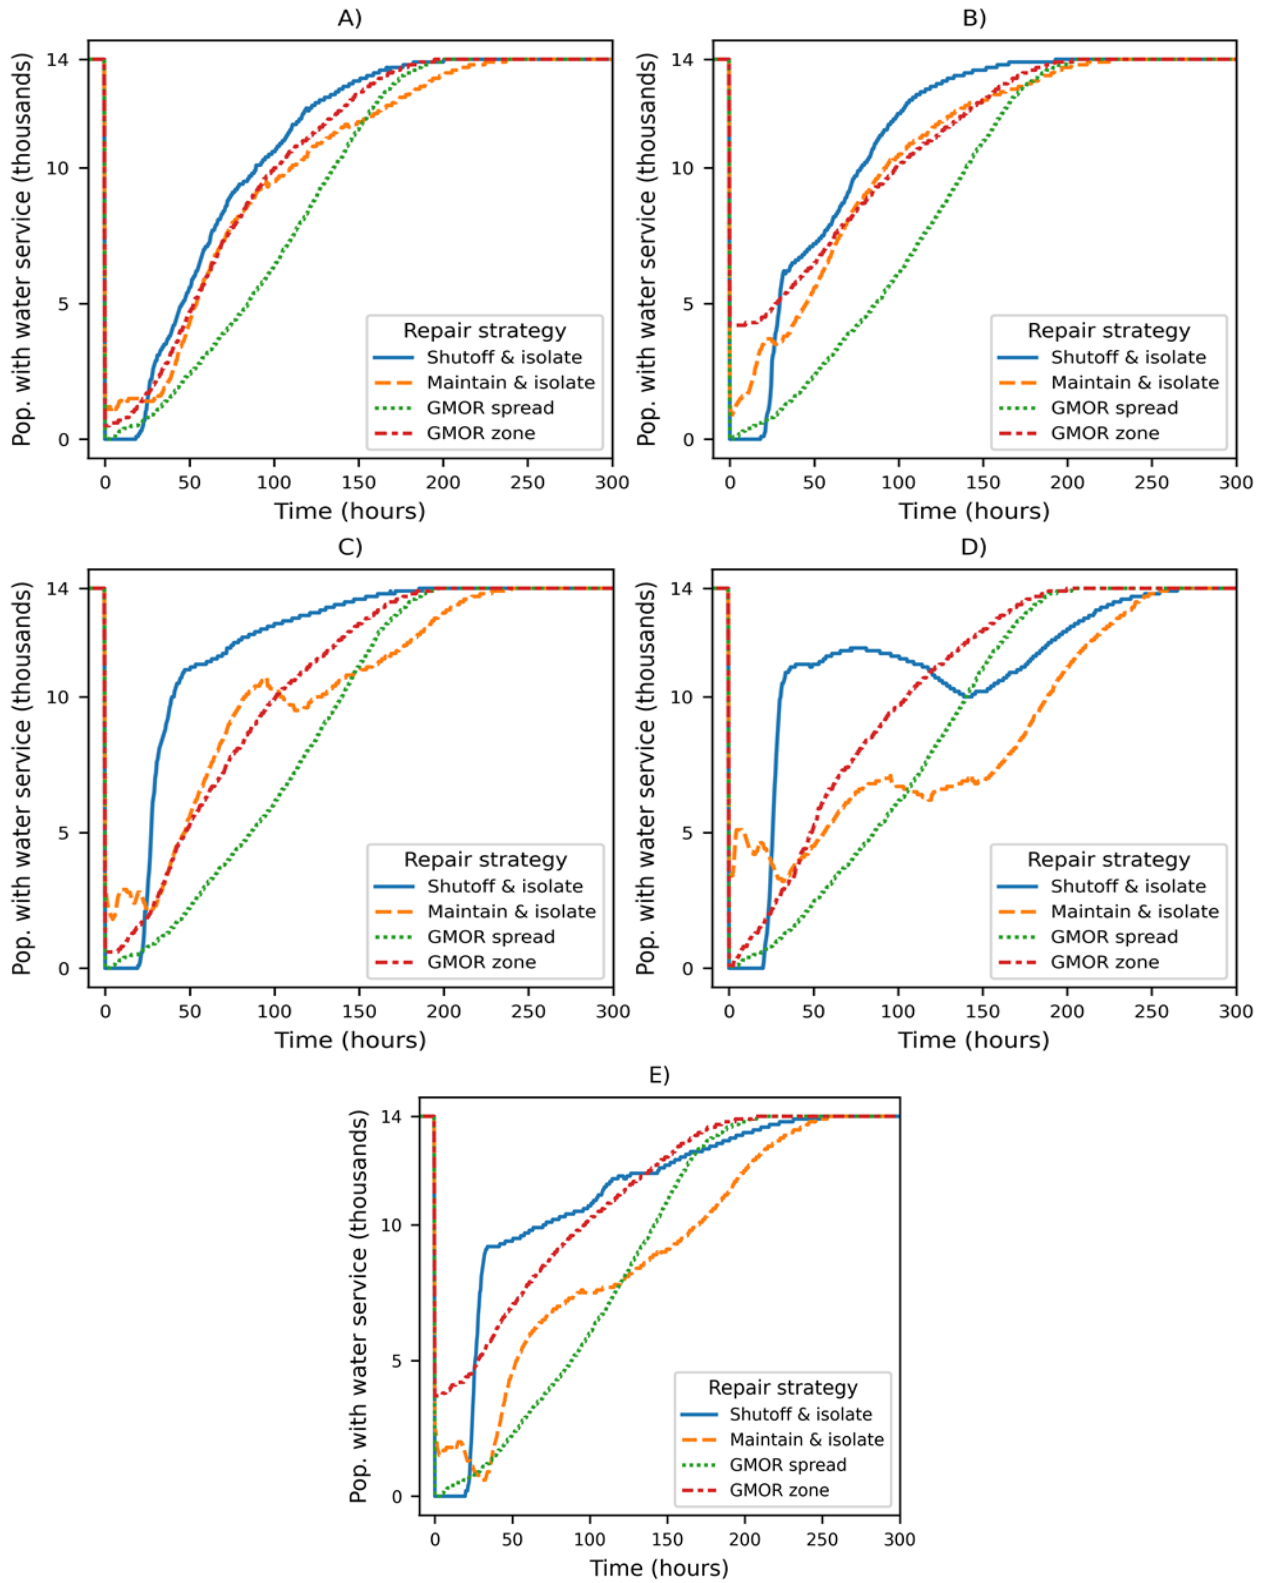 A)
Pop. with water service (thousands)
14
10
5
0
Repair strategy
Shutoff & isolate
Maintain & isolate
GMOR spread
GMOR zone
0 50 100 150 200 250 300
Time (hours)
B)
Pop. with water service (thousands)
14
10
5
0
Repair strategy
Shutoff & isolate
Maintain & isolate
GMOR spread
GMOR zone
0 50 100 150 200 250 300
Time (hours)
C)
Pop. with water service (thousands)
14
10
5
0
Repair strategy
Shutoff & isolate
Maintain & isolate
GMOR spread
GMOR zone
0 50 100 150 200 250 300
Time (hours)
D)
Pop. with water service (thousands)
14
10
5
0
Repair strategy
Shutoff & isolate
Maintain & isolate
GMOR spread
GMOR zone
0 50 100 150 200 250 300
Time (hours)
E)
Pop. with water service (thousands)
14
10
5
0
Repair strategy
Shutoff & isolate
Maintain & isolate
GMOR spread
GMOR zone
0 50 100 150 200 250 300
Time (hours)